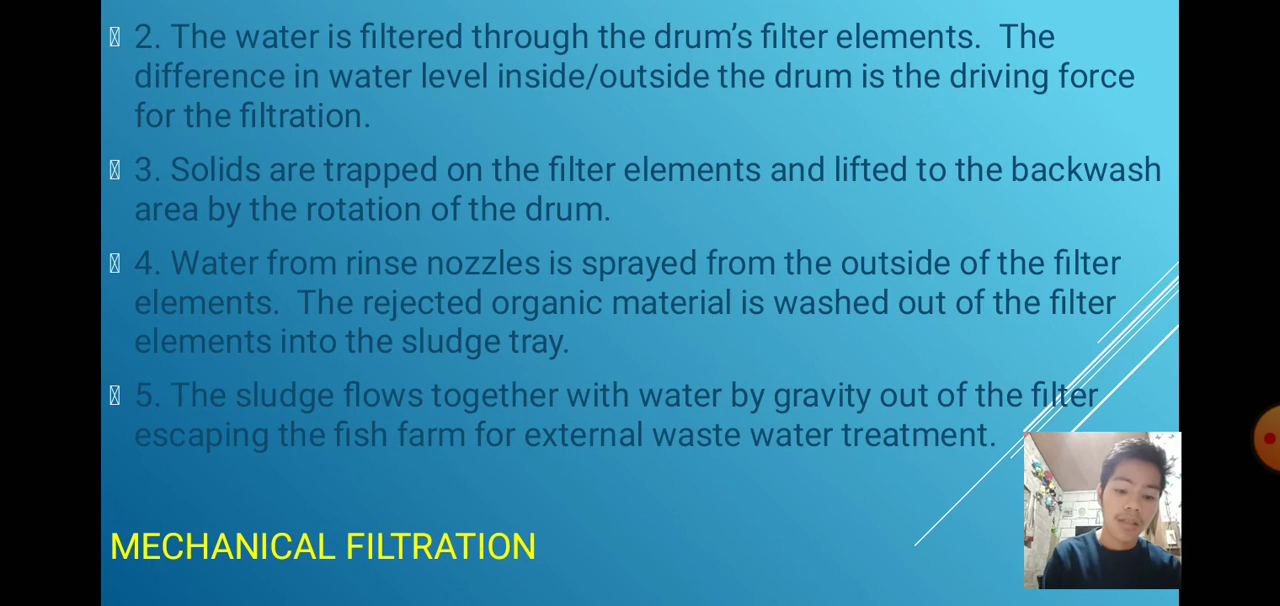 2. The water is filtered through the drum’s filter elements.  The
difference in water level inside/outside the drum is the driving force
for the filtration.
3. Solids are trapped on the filter elements and lifted to the backwash
area by the rotation of the drum.
4. Water from rinse nozzles is sprayed from the outside of the filter
elements.  The rejected organic material is washed out of the filter
elements into the sludge tray.
5. The sludge flows together with water by gravity out of the filter
escaping the fish farm for external waste water treatment.
MECHANICAL FILTRATION